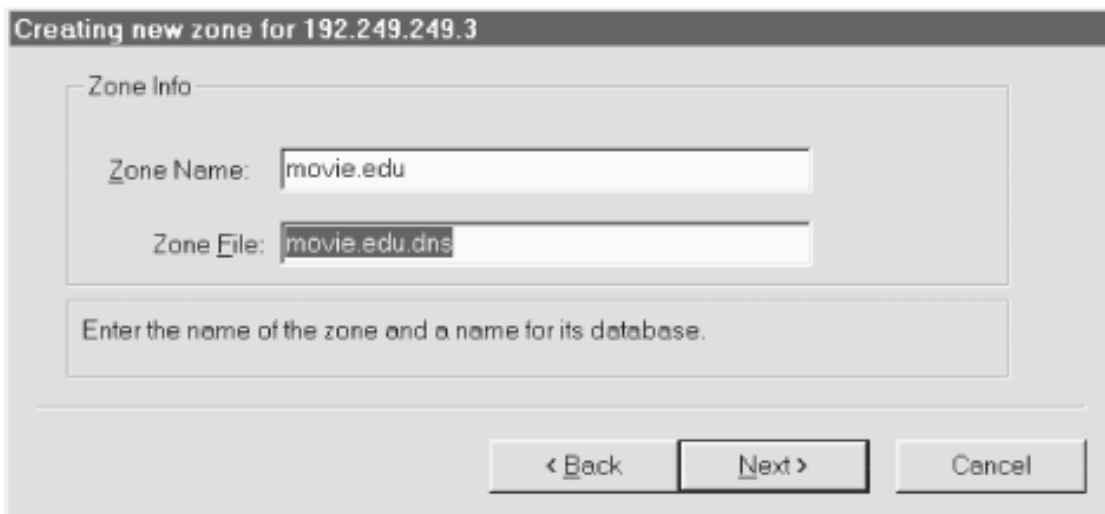 Creating new zone for 192.249.249.3
Zone Info
Zone Name: movie.edu
Zone File: movie.edu.dns
Enter the name of the zone and a name for its database.
< Back Next > Cancel